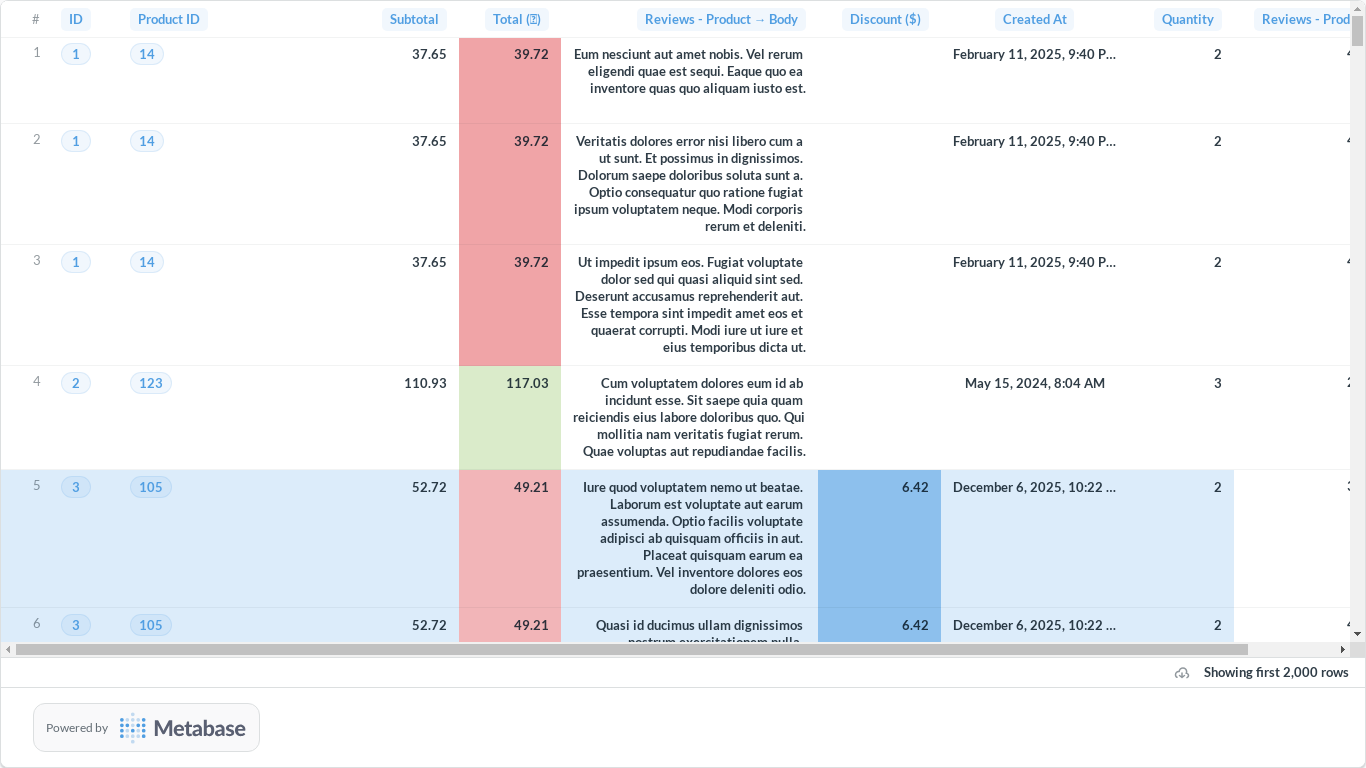 # ID Product ID Subtotal Total (▯) Reviews - Product → Body Discount ($) Created At Quantity Reviews - Prod
1 1 14 37.65 39.72 Eum nesciunt aut amet nobis. Vel rerum February 11, 2025, 9:40 P… 2
eligendi quae est sequi. Eaque quo ea
inventore quas quo aliquam iusto est.
2 1 14 37.65 39.72 Veritatis dolores error nisi libero cum a February 11, 2025, 9:40 P… 2
ut sunt. Et possimus in dignissimos.
Dolorum saepe doloribus soluta sunt a.
Optio consequatur quo ratione fugiat
ipsum voluptatem neque. Modi corporis
rerum et deleniti.
3 1 14 37.65 39.72 Ut impedit ipsum eos. Fugiat voluptate February 11, 2025, 9:40 P… 2
dolor sed qui quasi aliquid sint sed.
Deserunt accusamus reprehenderit aut.
Esse tempora sint impedit amet eos et
quaerat corrupti. Modi iure ut iure et
eius temporibus dicta ut.
4 2 123 110.93 117.03 Cum voluptatem dolores eum id ab May 15, 2024, 8:04 AM 3
incidunt esse. Sit saepe quia quam
reiciendis eius labore doloribus quo. Qui
mollitia nam veritatis fugiat rerum.
Quae voluptas aut repudiandae facilis.
5 3 105 52.72 49.21 Iure quod voluptatem nemo ut beatae. 6.42 December 6, 2025, 10:22 … 2
Laborum est voluptate aut earum
assumenda. Optio facilis voluptate
adipisci ab quisquam officiis in aut.
Placeat quisquam earum ea
praesentium. Vel inventore dolores eos
dolore deleniti odio.
6 3 105 52.72 49.21 Quasi id ducimus ullam dignissimos 6.42 December 6, 2025, 10:22 … 2
nostrum exercitationem nulla.
Showing first 2,000 rows
Powered by Metabase